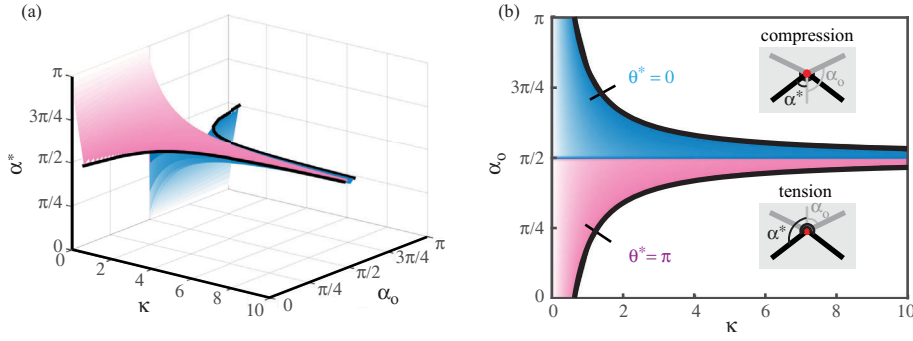 (a)
π
3π/4
π/2
π/4
0
α*
0
2
4
6
8
10
κ
0
π/4
π/2
3π/4
π
αₒ
(b)
π
3π/4
π/2
π/4
0
αₒ
θ* = 0
θ* = π
compression
α*
αₒ
tension
α*
αₒ
0
2
4
6
8
10
κ